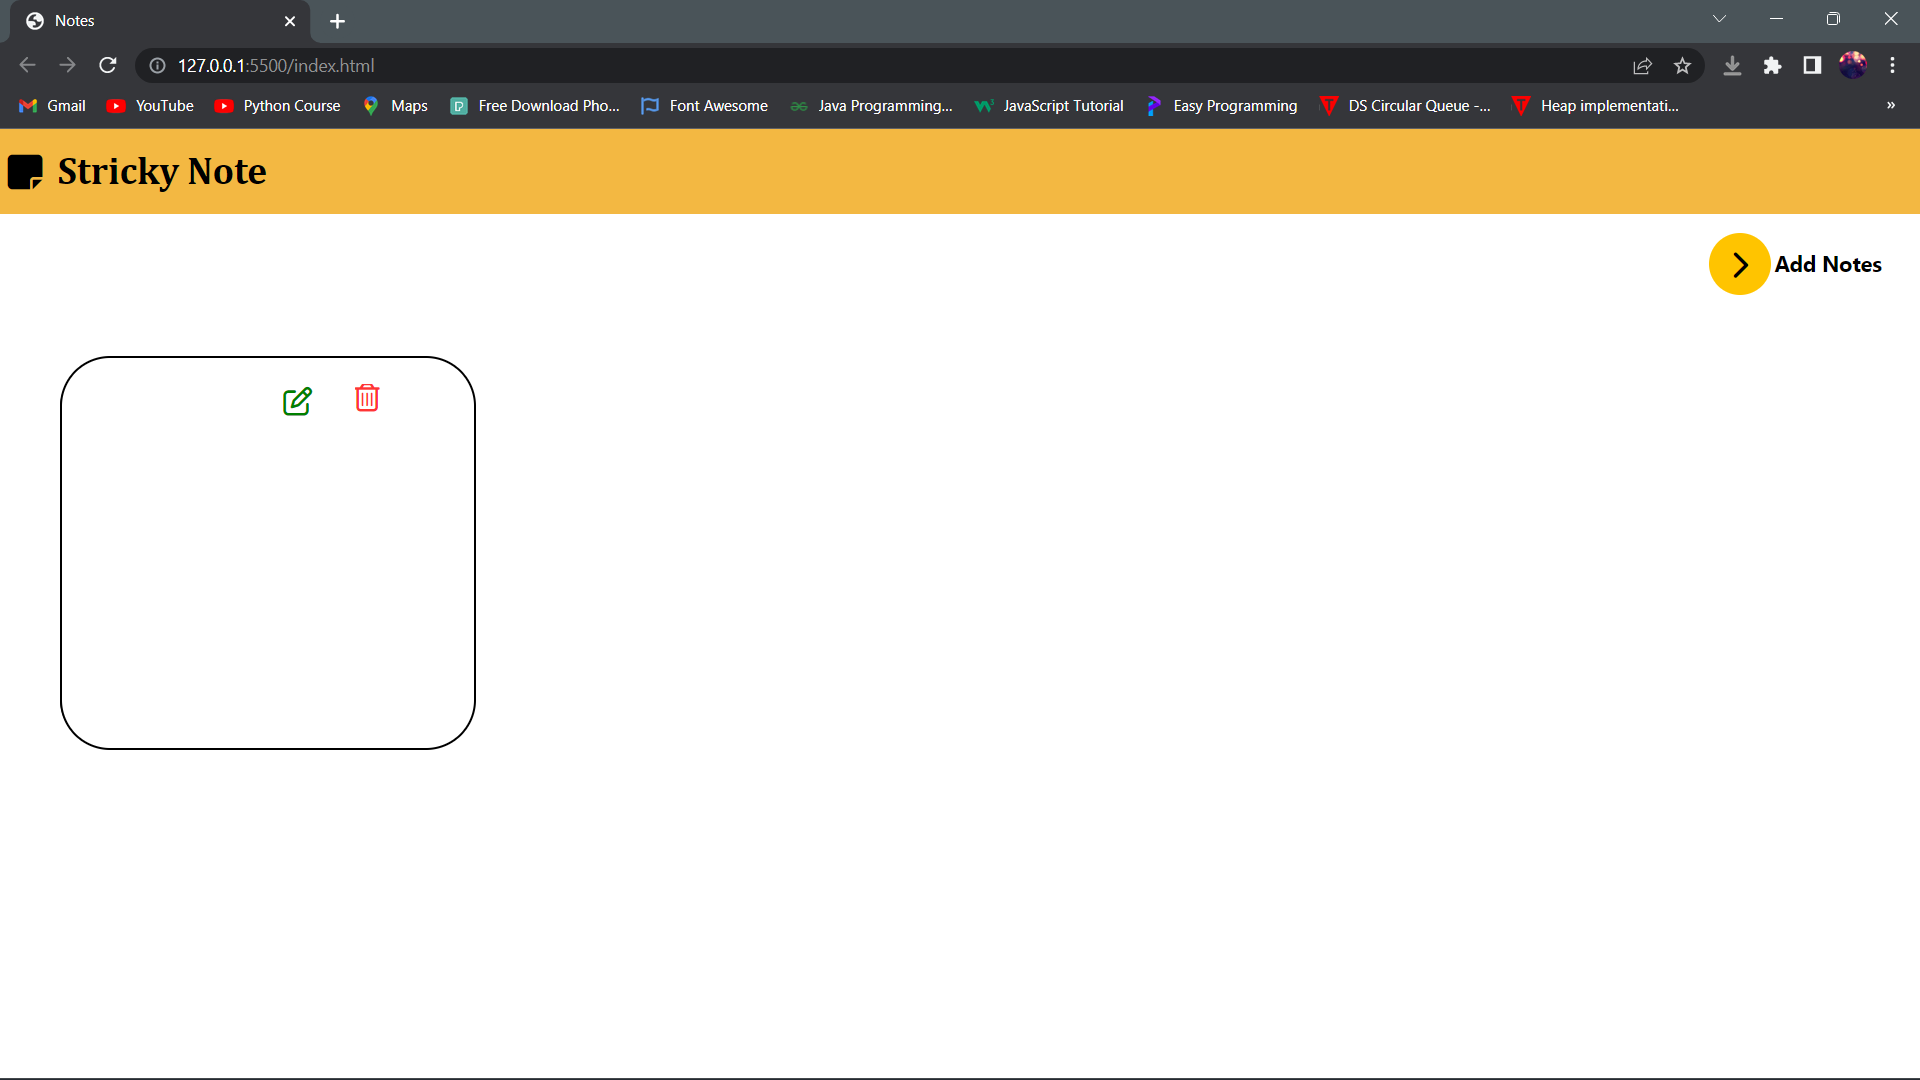 Notes
127.0.0.1:5500/index.html
Gmail YouTube Python Course Maps Free Download Pho... Font Awesome Java Programming... JavaScript Tutorial Easy Programming DS Circular Queue -... Heap implementati... »
Stricky Note
Add Notes